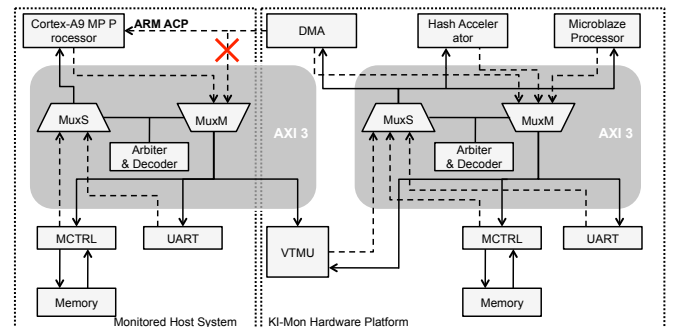 Cortex-A9 MP P
rocessor
ARM ACP
DMA
Hash Acceler
ator
Microblaze
Processor
MuxS
MuxM
AXI 3
Arbiter
& Decoder
MuxS
MuxM
AXI 3
Arbiter
& Decoder
MCTRL
UART
VTMU
MCTRL
UART
Memory
Memory
Monitored Host System
KI-Mon Hardware Platform